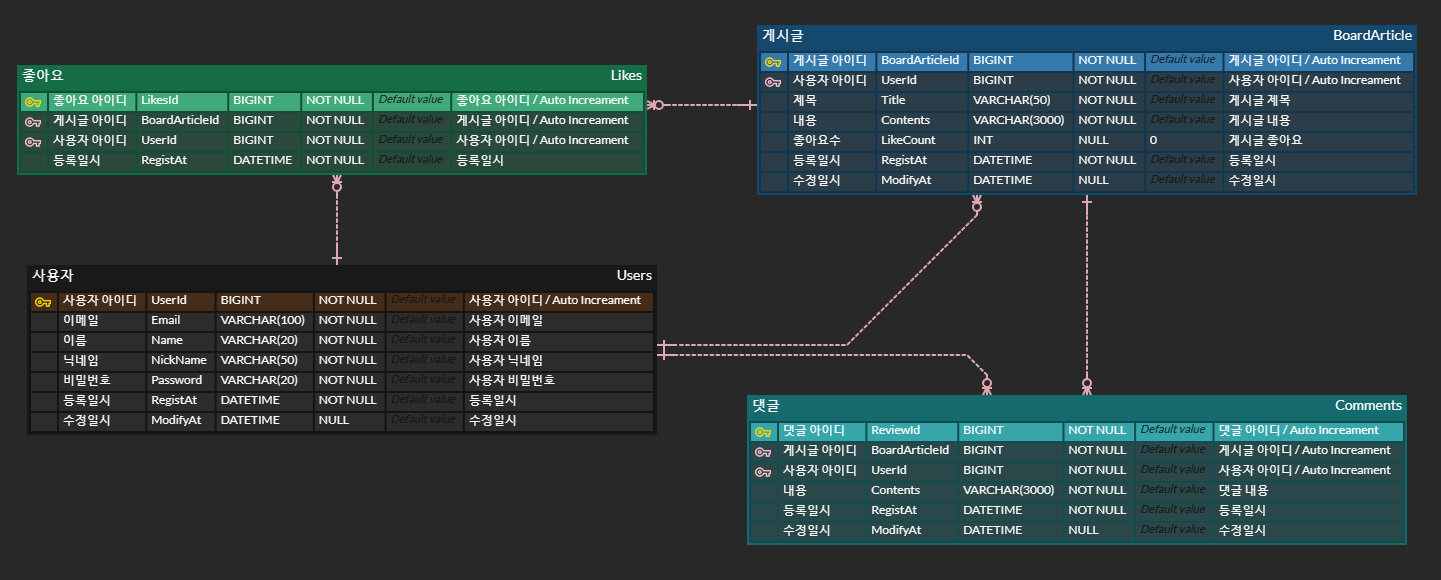 좋아요 Likes
좋아요 아이디 LikesId BIGINT NOT NULL Default value 좋아요 아이디 / Auto Increament
게시글 아이디 BoardArticleId BIGINT NOT NULL Default value 게시글 아이디 / Auto Increament
사용자 아이디 UserId BIGINT NOT NULL Default value 사용자 아이디 / Auto Increament
등록일시 RegistAt DATETIME NOT NULL Default value 등록일시
게시글 BoardArticle
게시글 아이디 BoardArticleId BIGINT NOT NULL Default value 게시글 아이디 / Auto Increament
사용자 아이디 UserId BIGINT NOT NULL Default value 사용자 아이디 / Auto Increament
제목 Title VARCHAR(50) NOT NULL Default value 게시글 제목
내용 Contents VARCHAR(3000) NOT NULL Default value 게시글 내용
좋아요수 LikeCount INT NULL 0 게시글 좋아요
등록일시 RegistAt DATETIME NOT NULL Default value 등록일시
수정일시 ModifyAt DATETIME NULL Default value 수정일시
사용자 Users
사용자 아이디 UserId BIGINT NOT NULL Default value 사용자 아이디 / Auto Increament
이메일 Email VARCHAR(100) NOT NULL Default value 사용자 이메일
이름 Name VARCHAR(20) NOT NULL Default value 사용자 이름
닉네임 NickName VARCHAR(50) NOT NULL Default value 사용자 닉네임
비밀번호 Password VARCHAR(20) NOT NULL Default value 사용자 비밀번호
등록일시 RegistAt DATETIME NOT NULL Default value 등록일시
수정일시 ModifyAt DATETIME NULL Default value 수정일시
댓글 Comments
댓글 아이디 ReviewId BIGINT NOT NULL Default value 댓글 아이디 / Auto Increament
게시글 아이디 BoardArticleId BIGINT NOT NULL Default value 게시글 아이디 / Auto Increament
사용자 아이디 UserId BIGINT NOT NULL Default value 사용자 아이디 / Auto Increament
내용 Contents VARCHAR(3000) NOT NULL Default value 댓글 내용
등록일시 RegistAt DATETIME NOT NULL Default value 등록일시
수정일시 ModifyAt DATETIME NULL Default value 수정일시